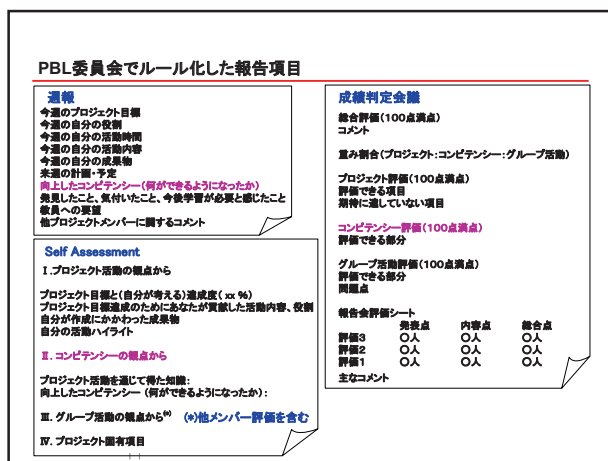 PBL委員会でルール化した報告項目
週報
今週のプロジェクト目標
今週の自分の役割
今週の自分の活動時間
今週の自分の活動内容
今週の自分の成果物
来週の計画・予定
向上したコンピテンシー(何ができるようになったか)
発見したこと、気付いたこと、今後学習が必要と感じたこと
教員への要望
他プロジェクトメンバーに関するコメント
Self Assessment
Ⅰ.プロジェクト活動の観点から
プロジェクト目標と(自分が考える)達成度( xx %)
プロジェクト目標達成のためにあなたが貢献した活動内容、役割
自分が作成にかかわった成果物
自分の活動ハイライト
Ⅱ. コンピテンシーの観点から
プロジェクト活動を通じて得た知識:
向上したコンピテンシー (何ができるようになったか):
Ⅲ. グループ活動の観点から(*) (*)他メンバー評価を含む
Ⅳ. プロジェクト固有項目
成績判定会議
総合評価(100点満点)
コメント
重み割合(プロジェクト:コンピテンシー:グループ活動)
プロジェクト評価(100点満点)
評価できる項目
期待に達していない項目
コンピテンシー評価(100点満点)
評価できる部分
グループ活動評価(100点満点)
評価できる部分
問題点
報告会評価シート
発表点 内容点 総合点
評価3 〇人 〇人 〇人
評価2 〇人 〇人 〇人
評価1 〇人 〇人 〇人
主なコメント